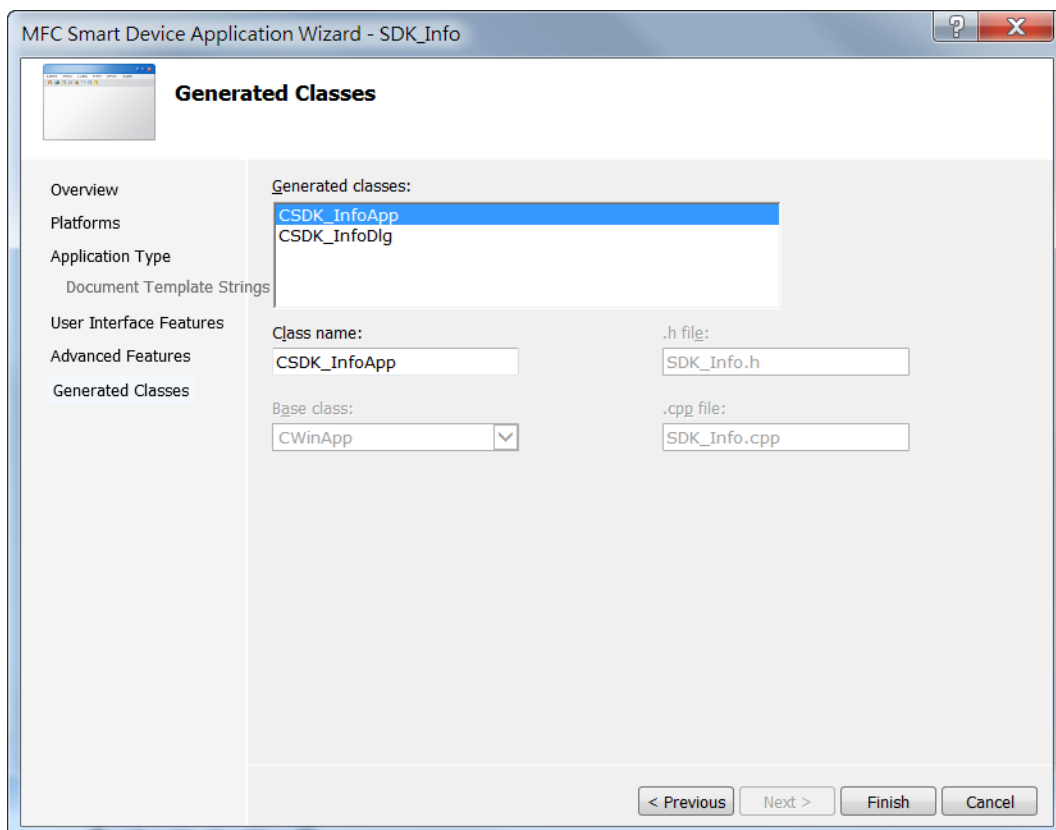 MFC Smart Device Application Wizard - SDK_Info
Generated Classes
Overview
Platforms
Application Type
Document Template Strings
User Interface Features
Advanced Features
Generated Classes
Generated classes:
CSDK_InfoApp
CSDK_InfoDlg
Class name:
.h file:
CSDK_InfoApp
SDK_Info.h
Base class:
.cpp file:
CWinApp
SDK_Info.cpp
< Previous
Next >
Finish
Cancel